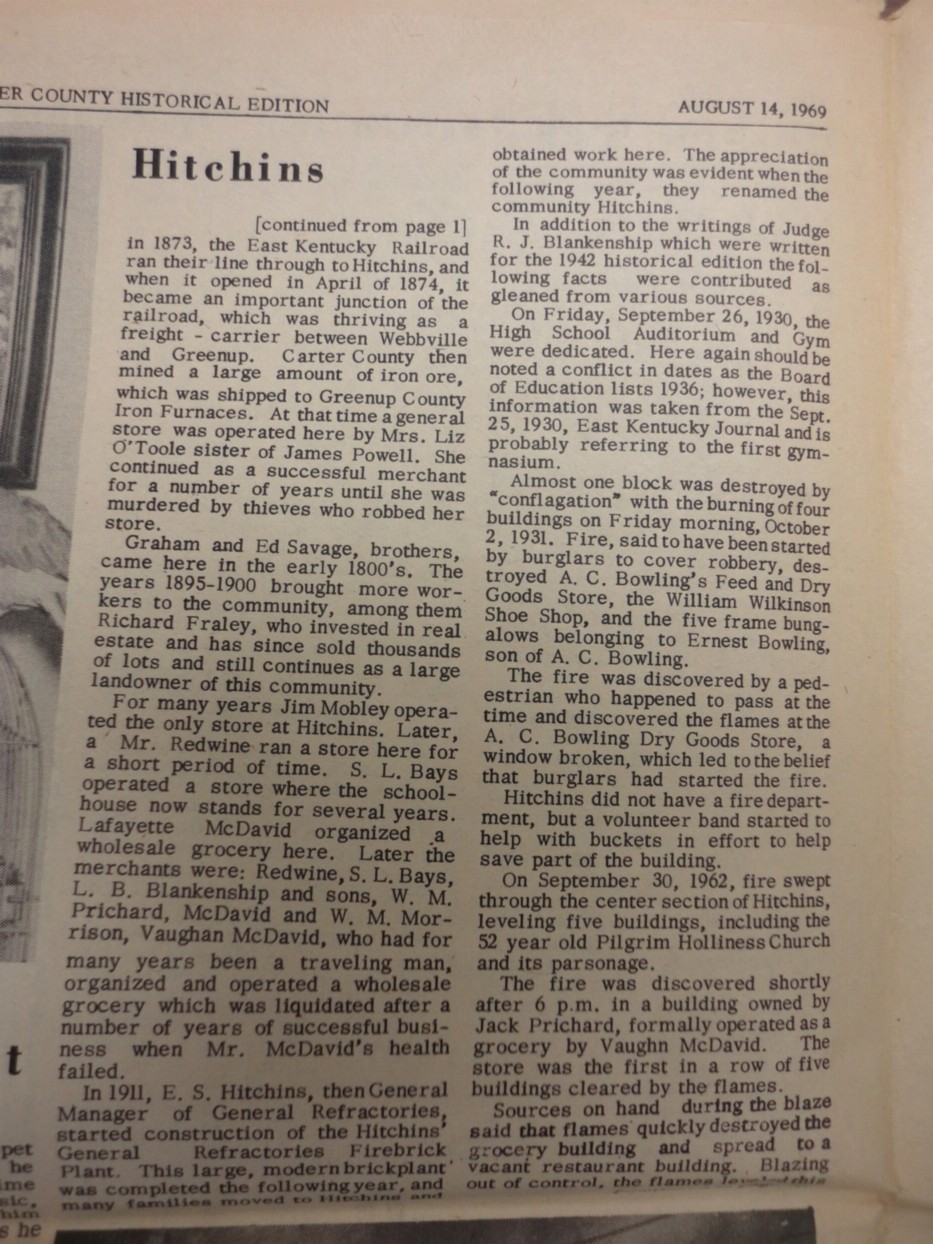 ER COUNTY HISTORICAL EDITION
AUGUST 14, 1969
Hitchins
[continued from page 1]
in 1873, the East Kentucky Railroad
ran their line through to Hitchins, and
when it opened in April of 1874, it
became an important junction of the
railroad, which was thriving as a
freight - carrier between Webbville
and Greenup. Carter County then
mined a large amount of iron ore,
which was shipped to Greenup County
Iron Furnaces. At that time a general
store was operated here by Mrs. Liz
O'Toole sister of James Powell. She
continued as a successful merchant
for a number of years until she was
murdered by thieves who robbed her
store.
Graham and Ed Savage, brothers,
came here in the early 1800's. The
years 1895-1900 brought more wor-
kers to the community, among them
Richard Fraley, who invested in real
estate and has since sold thousands
of lots and still continues as a large
landowner of this community.
For many years Jim Mobley opera-
ted the only store at Hitchins. Later,
a Mr. Redwine ran a store here for
a short period of time. S. L. Bays
operated a store where the school-
house now stands for several years.
Lafayette McDavid organized a
wholesale grocery here. Later the
merchants were: Redwine, S. L. Bays,
L. B. Blankenship and sons, W. M.
Prichard, McDavid and W. M. Mor-
rison, Vaughan McDavid, who had for
many years been a traveling man,
organized and operated a wholesale
grocery which was liquidated after a
number of years of successful busi-
ness when Mr. McDavid's health
failed.
In 1911, E. S. Hitchins, then General
Manager of General Refractories,
started construction of the Hitchins'
General Refractories Firebrick
Plant. This large, modern brickplant
was completed the following year, and
many families moved to Hitchins and
obtained work here. The appreciation
of the community was evident when the
following year, they renamed the
community Hitchins.
In addition to the writings of Judge
R. J. Blankenship which were written
for the 1942 historical edition the fol-
lowing facts were contributed as
gleaned from various sources.
On Friday, September 26, 1930, the
High School Auditorium and Gym
were dedicated. Here again should be
noted a conflict in dates as the Board
of Education lists 1936; however, this
information was taken from the Sept.
25, 1930, East Kentucky Journal and is
probably referring to the first gym-
nasium.
Almost one block was destroyed by
"conflagation" with the burning of four
buildings on Friday morning, October
2, 1931. Fire, said to have been started
by burglars to cover robbery, des-
troyed A. C. Bowling's Feed and Dry
Goods Store, the William Wilkinson
Shoe Shop, and the five frame bung-
alows belonging to Ernest Bowling,
son of A. C. Bowling.
The fire was discovered by a ped-
estrian who happened to pass at the
time and discovered the flames at the
A. C. Bowling Dry Goods Store, a
window broken, which led to the belief
that burglars had started the fire.
Hitchins did not have a fire depart-
ment, but a volunteer band started to
help with buckets in effort to help
save part of the building.
On September 30, 1962, fire swept
through the center section of Hitchins,
leveling five buildings, including the
52 year old Pilgrim Holliness Church
and its parsonage.
The fire was discovered shortly
after 6 p.m. in a building owned by
Jack Prichard, formally operated as a
grocery by Vaughn McDavid. The
store was the first in a row of five
buildings cleared by the flames.
Sources on hand during the blaze
said that flames quickly destroyed the
grocery building and spread to a
vacant restaurant building. Blazing
out of control, the flames this
t
pet
he
ime
sic,
him
s he